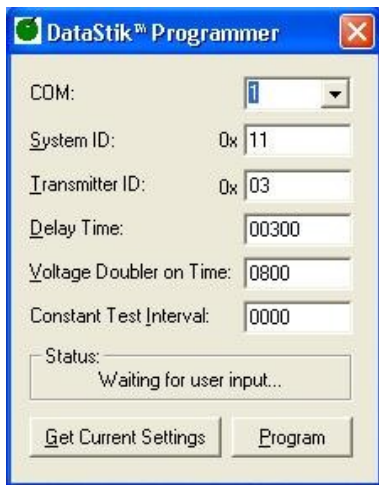 DataStik™ Programmer
COM: 1
System ID: 0x 11
Transmitter ID: 0x 03
Delay Time: 00300
Voltage Doubler on Time: 0800
Constant Test Interval: 0000
Status:
Waiting for user input...
Get Current Settings Program